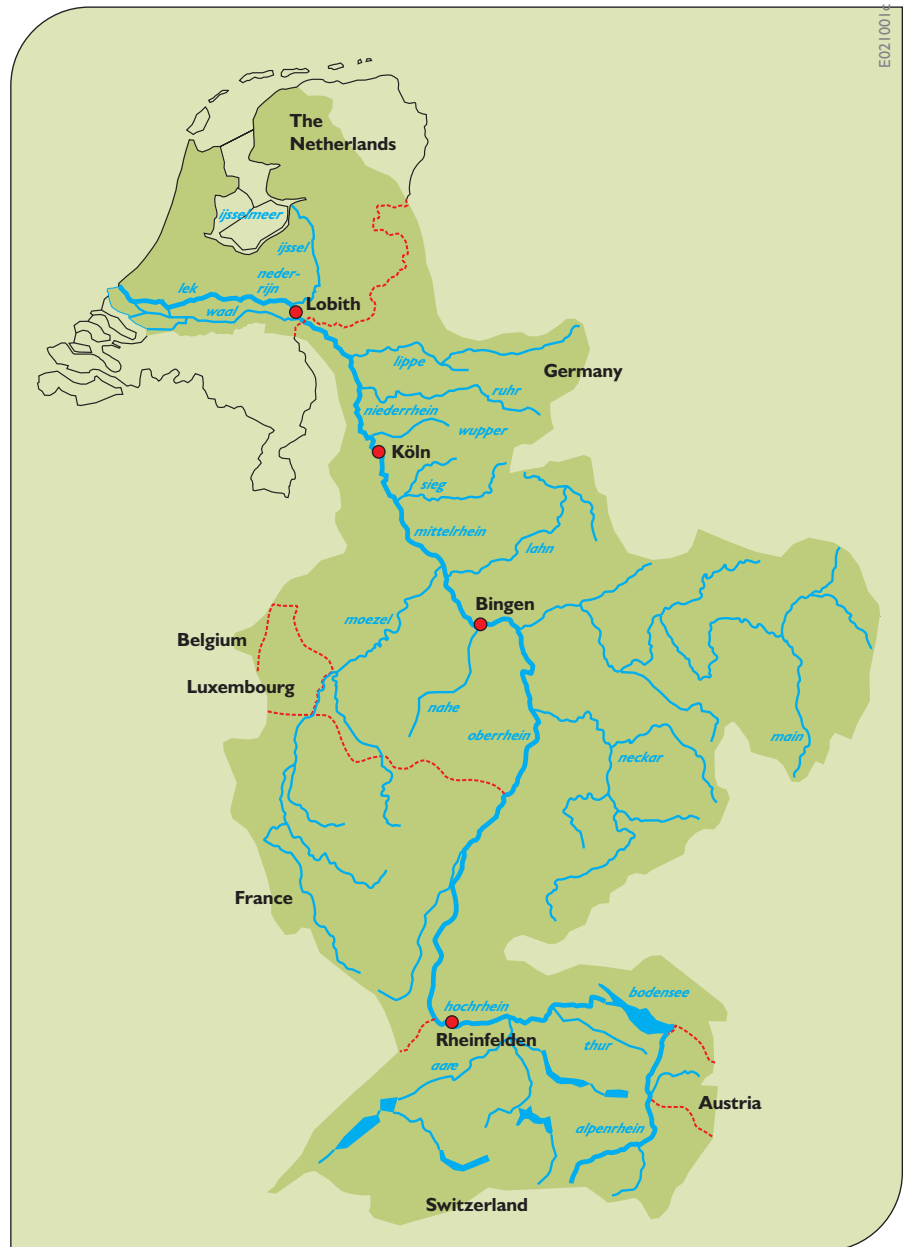 E021001c
The
Netherlands
ijsselmeer
ijssel
neder-
rijn
lek
waal
Lobith
lippe
Germany
ruhr
niederrhein
wupper
Köln
sieg
mittelrhein
lahn
Bingen
moezel
Belgium
Luxembourg
nahe
oberrhein
main
neckar
France
bodensee
hochrhein
Rheinfelden
thur
aare
Austria
alpenrhein
Switzerland